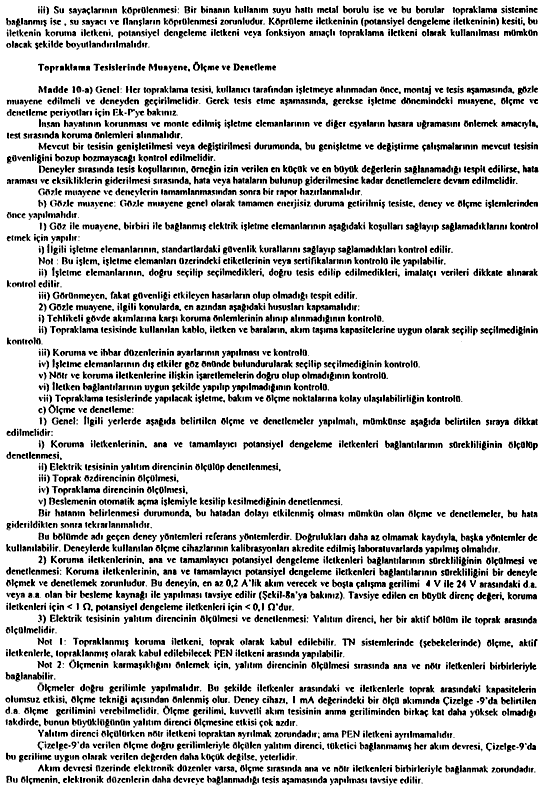 iii) Su sayaçlarının köprülenmesi: Bir binanın kullanım suyu hattı metal borulu ise ve bu borular topraklama sistemine
bağlanmış ise , su sayacı ve flanşların köprülenmesi zorunludur. Köprüleme iletkeninin (potansiyel dengeleme iletkeninin) kesiti, bu
iletkenin koruma iletkeni, potansiyel dengeleme iletkeni veya fonksiyon amaçlı topraklama iletkeni olarak kullanılması mümkün
olacak şekilde boyutlandırılmalıdır.
Topraklama Tesislerinde Muayene, Ölçme ve Denetleme
Madde 10-a) Genel: Her topraklama tesisi, kullanıcı tarafından işletmeye alınmadan önce, montaj ve tesis aşamasında, gözle
muayene edilmeli ve deneyden geçirilmelidir. Gerek tesis etme aşamasında, gerekse işletme dönemindeki muayene, ölçme ve
denetleme periyotları için Ek-P'ye bakınız.
İnsan hayatının korunması ve monte edilmiş işletme elemanlarının ve diğer eşyaların hasara uğramasını önlemek amacıyla,
test sırasında koruma önlemleri alınmalıdır.
Mevcut bir tesisin genişletilmesi veya değiştirilmesi durumunda, bu genişletme ve değiştirme çalışmalarının mevcut tesisin
güvenliğini bozup bozmayacağı kontrol edilmelidir.
Deneyler sırasında tesis koşullarının, örneğin izin verilen en küçük ve en büyük değerlerin sağlanamadığı tespit edilirse, hata
araması ve eksikliklerin giderilmesi sırasında, hata veya hataların bulunup giderilmesine kadar denetlemelere devam edilmelidir.
Gözle muayene ve deneylerin tamamlanmasından sonra bir rapor hazırlanmalıdır.
b) Gözle muayene: Gözle muayene genel olarak tamamen enerjisiz duruma getirilmiş tesiste, deney ve ölçme işlemlerinden
önce yapılmalıdır.
1) Göz ile muayene, birbiri ile bağlanmış elektrik işletme elemanlarının aşağıdaki koşulları sağlayıp sağlamadıklarını kontrol
etmek için yapılır:
i) İlgili işletme elemanlarının, standartlardaki güvenlik kurallarını sağlayıp sağlamadıkları kontrol edilir.
Not : Bu işlem, işletme elemanları üzerindeki etiketlerinin veya sertifikalarının kontrolü ile yapılabilir.
ii) İşletme elemanlarının, doğru seçilip seçilmedikleri, doğru tesis edilip edilmedikleri, imalatçı verileri dikkate alınarak
kontrol edilir.
iii) Görünmeyen, fakat güvenliği etkileyen hasarların olup olmadığı tespit edilir.
2) Gözle muayene, ilgili konularda, en azından aşağıdaki hususları kapsamalıdır:
i) Tehlikeli gövde akımlarına karşı koruma önlemlerinin alınıp alınmadığının kontrolü.
ii) Topraklama tesisinde kullanılan kablo, iletken ve baraların, akım taşıma kapasitelerine uygun olarak seçilip seçilmediğinin
kontrolü.
iii) Koruma ve ihbar düzenlerinin ayarlarının yapılması ve kontrolü.
iv) İşletme elemanlarının dış etkiler göz önünde bulundurularak seçilip seçilmediğinin kontrolü.
v) Nötr ve koruma iletkenlerine ilişkin işaretlemelerin doğru olup olmadığının kontrolü.
vi) İletken bağlantılarının uygun şekilde yapılıp yapılmadığının kontrolü.
vii) Topraklama tesislerinde yapılacak işletme, bakım ve ölçme noktalarına kolay ulaşılabilirliğin kontrolü.
c) Ölçme ve denetleme:
1) Genel: İlgili yerlerde aşağıda belirtilen ölçme ve denetlemeler yapılmalı, mümkünse aşağıda belirtilen sıraya dikkat
edilmelidir:
i) Koruma iletkenlerinin, ana ve tamamlayıcı potansiyel dengeleme iletkenleri bağlantılarının sürekliliğinin ölçülüp
denetlenmesi,
ii) Elektrik tesisinin yalıtım direncinin ölçülüp denetlenmesi,
iii) Toprak özdirencinin ölçülmesi,
iv) Topraklama direncinin ölçülmesi,
v) Beslemenin otomatik açma işlemiyle kesilip kesilmediğinin denetlenmesi.
Bir hatanın belirlenmesi durumunda, bu hatadan dolayı etkilenmiş olması mümkün olan ölçme ve denetlemeler, bu hata
giderildikten sonra tekrarlanmalıdır.
Bu bölümde adı geçen deney yöntemleri referans yöntemlerdir. Doğrulukları daha az olmamak kaydıyla, başka yöntemler de
kullanılabilir. Deneylerde kullanılan ölçme cihazlarının kalibrasyonları akredite edilmiş laboratuvarlarda yapılmış olmalıdır.
2) Koruma iletkenlerinin, ana ve tamamlayıcı potansiyel dengeleme iletkenleri bağlantılarının sürekliliğinin ölçülmesi ve
denetlenmesi: Koruma iletkenlerinin, ana ve tamamlayıcı potansiyel dengeleme iletkenleri bağlantılarının sürekliliğini bir deneyle
ölçmek ve denetlemek zorunludur. Bu deneyin, en az 0,2 A'lik akım verecek ve boşta çalışma gerilimi 4 V ile 24 V arasındaki d.a.
veya a.a. olan bir besleme kaynağı ile yapılması tavsiye edilir (Şekil-8a'ya bakınız). Tavsiye edilen en büyük direnç değeri, koruma
iletkenleri için < 1 Ω, potansiyel dengeleme iletkenleri için < 0,1 Ω'dur.
3) Elektrik tesisinin yalıtım direncinin ölçülmesi ve denetlenmesi: Yalıtım direnci, her bir aktif bölüm ile toprak arasında
ölçülmelidir.
Not 1: Topraklanmış koruma iletkeni, toprak olarak kabul edilebilir. TN sistemlerinde (şebekelerinde) ölçme, aktif
iletkenlerle, topraklanmış olarak kabul edilebilecek PEN iletkeni arasında yapılabilir.
Not 2: Ölçmenin karmaşıklığını önlemek için, yalıtım direncinin ölçülmesi sırasında ana ve nötr iletkenleri birbirleriyle
bağlanabilir.
Ölçmeler doğru gerilimle yapılmalıdır. Bu şekilde iletkenler arasındaki ve iletkenlerle toprak arasındaki kapasitelerin
olumsuz etkisi, ölçme tekniği açısından önlenmiş olur. Deney cihazı, 1 mA değerindeki bir ölçü akımında Çizelge -9'da belirtilen
d.a. ölçme gerilimini verebilmelidir. Ölçme gerilimi, kuvvetli akım tesisinin anma geriliminden birkaç kat daha yüksek olmadığı
takdirde, bunun büyüklüğünün yalıtım direnci ölçmesine etkisi çok azdır.
Yalıtım direnci ölçülürken nötr iletkeni topraktan ayrılmak zorundadır; ama PEN iletkeni ayrılmamalıdır.
Çizelge-9'da verilen ölçme doğru gerilimleriyle ölçülen yalıtım direnci, tüketici bağlanmamış her akım devresi, Çizelge-9'da
bu gerilime uygun olarak verilen değerden daha küçük değilse, yeterlidir.
Akım devresi üzerinde elektronik düzenler varsa, ölçme sırasında ana ve nötr iletkenleri birbirleriyle bağlanmak zorundadır.
Bu ölçmenin, elektronik düzenlerin daha devreye bağlanmadığı tesis aşamasında yapılması tavsiye edilir.